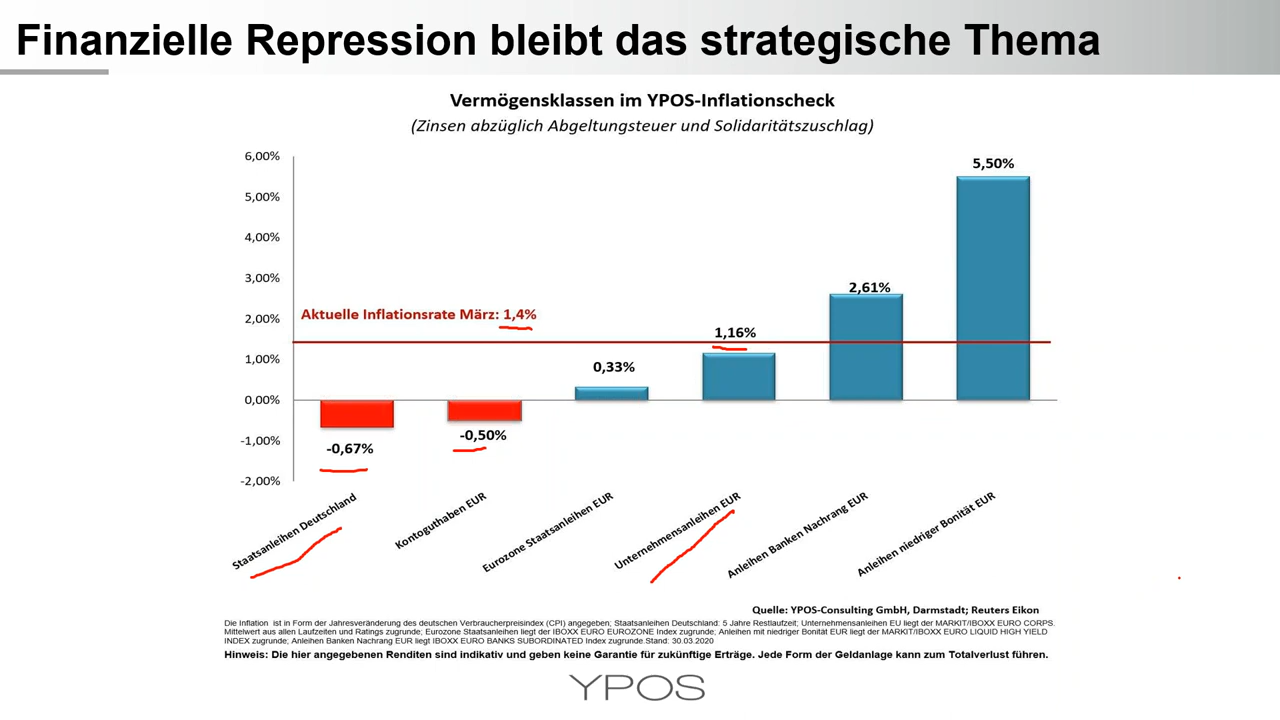 Finanzielle Repression bleibt das strategische Thema
Vermögensklassen im YPOS-Inflationscheck
(Zinsen abzüglich Abgeltungsteuer und Solidaritätszuschlag)
6,00%
5,00%
4,00%
3,00%
2,00%
1,00%
0,00%
-1,00%
-2,00%
Aktuelle Inflationsrate März: 1,4%
-0,67%
-0,50%
0,33%
1,16%
2,61%
5,50%
Staatsanleihen Deutschland
Kontoguthaben EUR
Eurozone Staatsanleihen EUR
Unternehmensanleihen EUR
Anleihen Banken Nachrang EUR
Anleihen niedriger Bonität EUR
Quelle: YPOS-Consulting GmbH, Darmstadt; Reuters Eikon
Die Inflation ist in Form der Jahresveränderung des deutschen Verbraucherpreisindex (CPI) angegeben; Staatsanleihen Deutschland: 5 Jahre Restlaufzeit; Unternehmensanleihen EU liegt der MARKIT/IBOXX EURO CORPS.
Mittelwert aus allen Laufzeiten und Ratings zugrunde; Eurozone Staatsanleihen liegt der IBOXX EURO EUROZONE Index zugrunde; Anleihen mit niedriger Bonität EUR liegt der MARKIT/IBOXX EURO LIQUID HIGH YIELD
INDEX zugrunde; Anleihen Banken Nachrang EUR liegt IBOXX EURO BANKS SUBORDINATED Index zugrunde.Stand: 30.03.2020
Hinweis: Die hier angegebenen Renditen sind indikativ und geben keine Garantie für zukünftige Erträge. Jede Form der Geldanlage kann zum Totalverlust führen.
YPOS